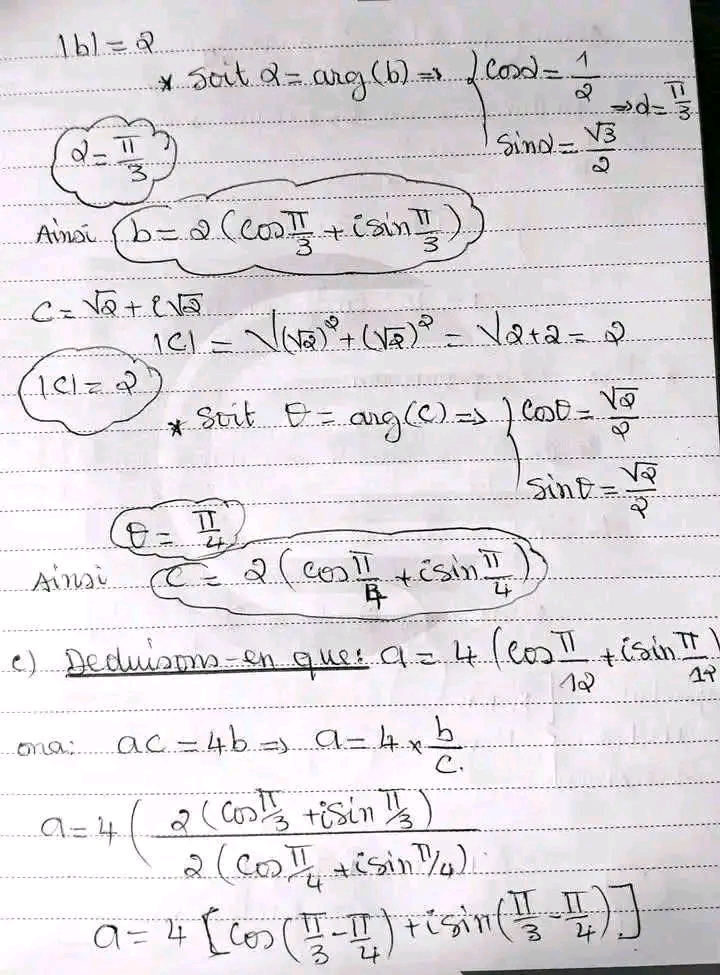 |b| = 2
* Soit α = arg(b) ⇒ { cosα = 1/2
sinα = √3/2 ⇒ α = π/3
α = π/3
Ainsi b = 2(cos π/3 + i sin π/3)
C = √2 + i√2
|C| = √((√2)² + (√2)²) = √2+2 = 2
|C| = 2
* Soit θ = arg(c) ⇒ { cosθ = √2/2
sinθ = √2/2
θ = π/4
Ainsi C = 2(cos π/4 + i sin π/4)
c) Deduisons-en que: a = 4(cos π/12 + i sin π/12)
ona: ac = 4b ⇒ a = 4 × b/c.
a = 4( 2(cos π/3 + i sin π/3) / 2(cos π/4 + i sin π/4)
a = 4[cos(π/3 - π/4) + i sin(π/3 - π/4)]